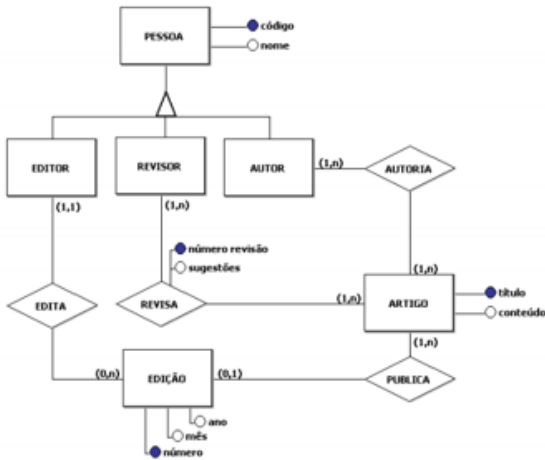 código
PESSOA
nome
EDITOR
REVISOR
AUTOR
(1,n)
AUTORIA
(1,1)
(1,n)
número revisão
sugestões
(1,n)
EDITA
REVISA
(1,n)
ARTIGO
título
conteúdo
(1,n)
(0,n)
EDIÇÃO
(0,1)
PUBLICA
ano
mês
número